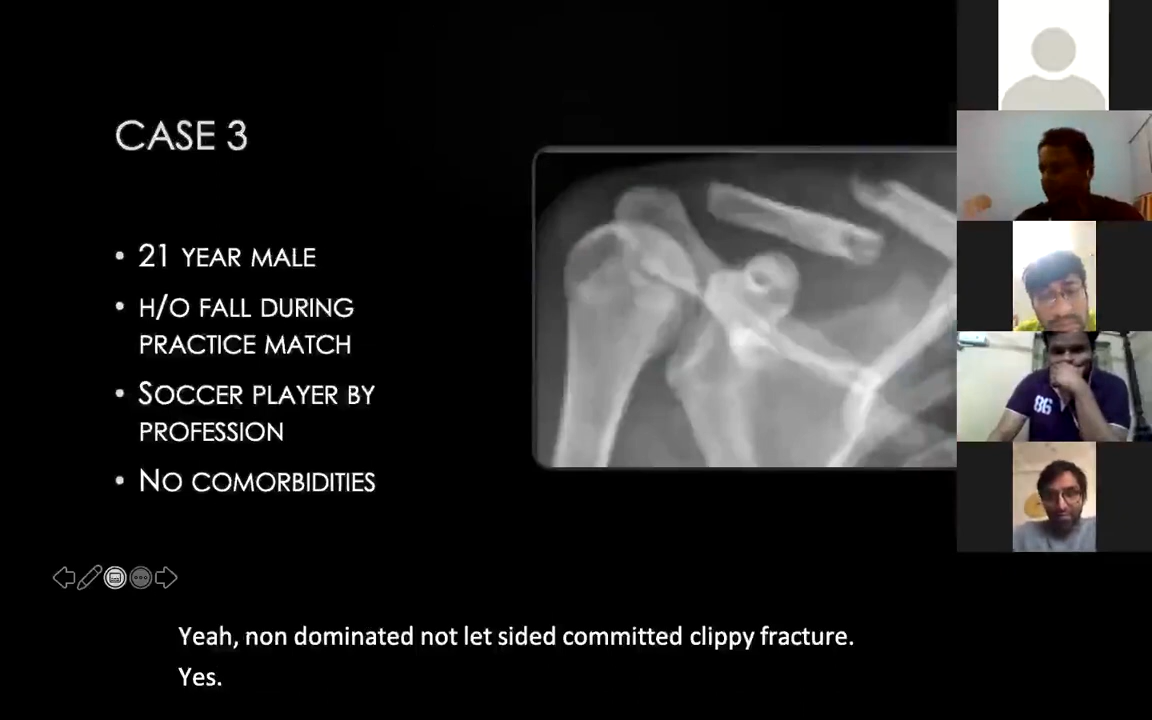 CASE 3
• 21 YEAR MALE
• H/O FALL DURING
PRACTICE MATCH
• SOCCER PLAYER BY
PROFESSION
• NO COMORBIDITIES
86
Yeah, non dominated not let sided committed clippy fracture.
Yes.